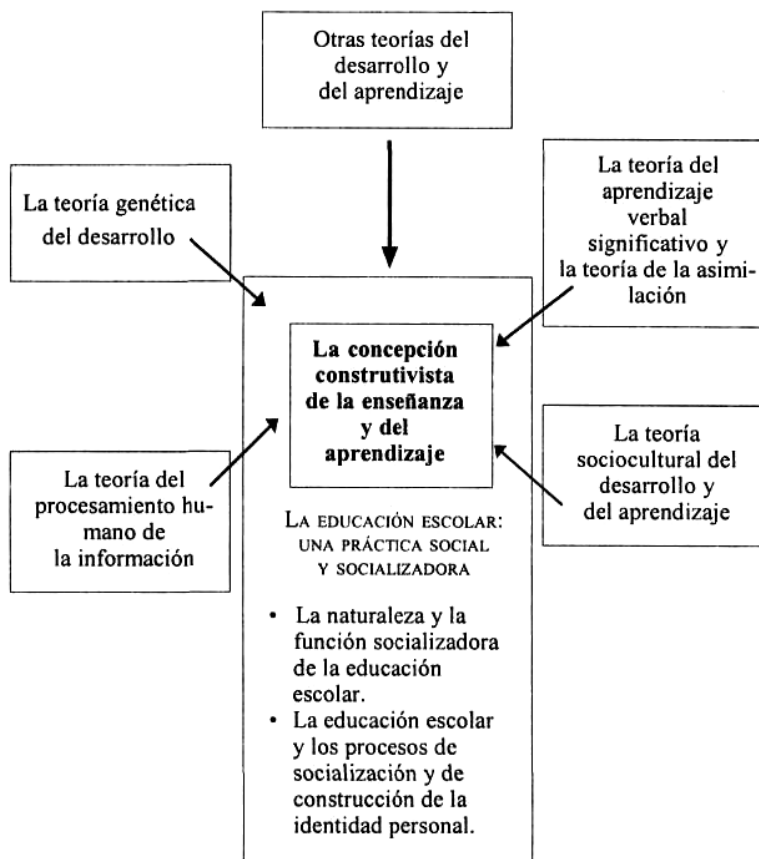 Otras teorías del
desarrollo y
del aprendizaje
La teoría genética
del desarrollo
La teoría del
aprendizaje
verbal
significativo y
la teoría de la asimi-
lación
La concepción
construtivista
de la enseñanza
y del
aprendizaje
La teoría del
procesamiento hu-
mano de
la información
La teoría
sociocultural del
desarrollo y
del aprendizaje
LA EDUCACIÓN ESCOLAR:
UNA PRÁCTICA SOCIAL
Y SOCIALIZADORA
• La naturaleza y la
función socializadora
de la educación
escolar.
• La educación escolar
y los procesos de
socialización y de
construcción de la
identidad personal.